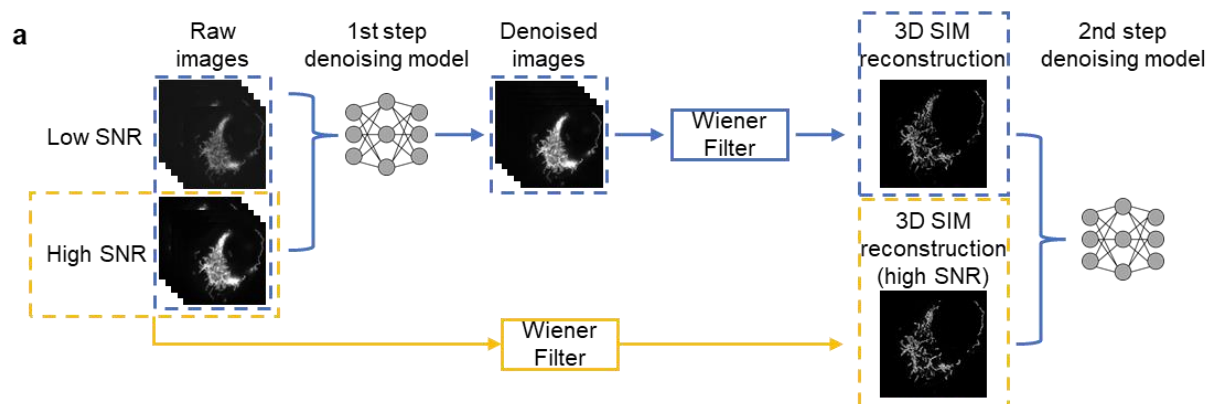 a
Raw
images
1st step
denoising model
Denoised
images
3D SIM
reconstruction
2nd step
denoising model
Low SNR
Wiener
Filter
High SNR
3D SIM
reconstruction
(high SNR)
Wiener
Filter